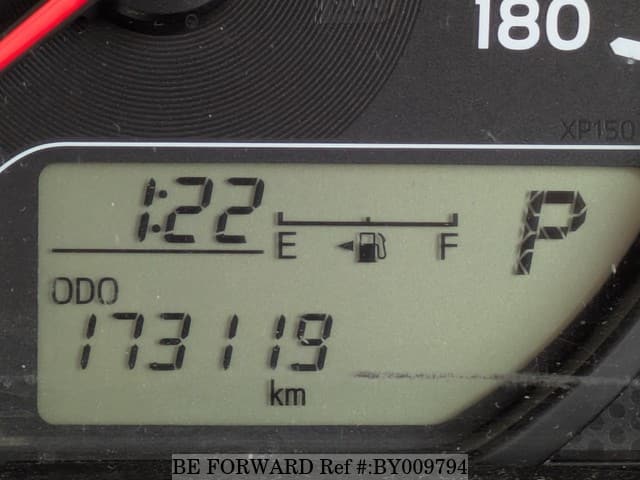 180
XP150
1:22
E F
P
ODO
173119
km
BE FORWARD Ref #:BY009794